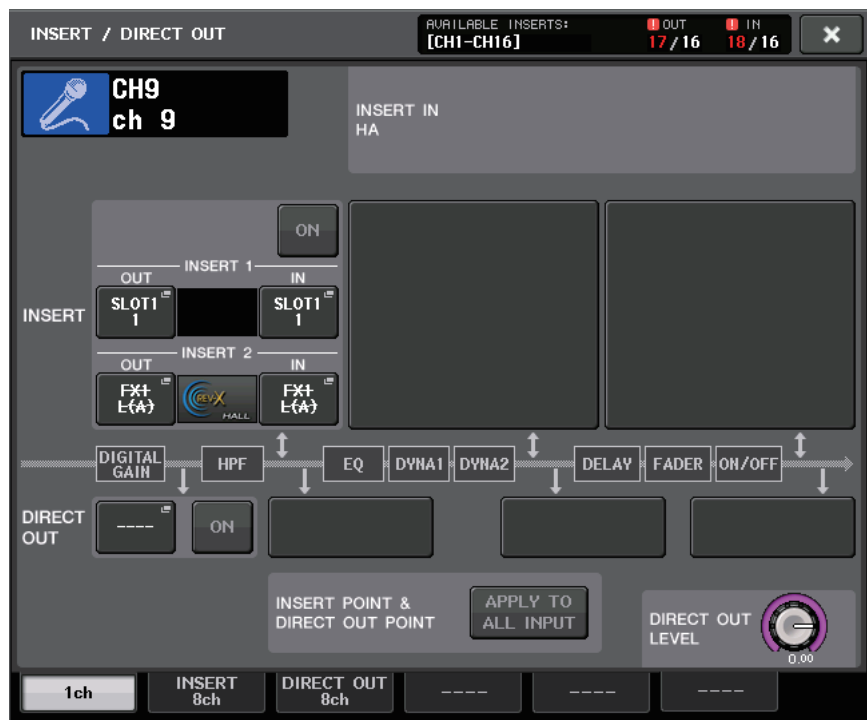 INSERT / DIRECT OUT
AVAILABLE INSERTS:
[CH1-CH16]
! OUT
17/16
! IN
18/16
×
CH9
ch 9
INSERT IN
HA
ON
INSERT 1
OUT
IN
INSERT
SLOT1
1
SLOT1
1
INSERT 2
OUT
IN
FX1
L(A)
REV-X
HALL
FX1
L(A)
DIGITAL
GAIN
HPF
EQ
DYNA1
DYNA2
DELAY
FADER
ON/OFF
DIRECT
OUT
----
ON
INSERT POINT &
DIRECT OUT POINT
APPLY TO
ALL INPUT
DIRECT OUT
LEVEL
0.00
1ch
INSERT
8ch
DIRECT OUT
8ch
----
----
----